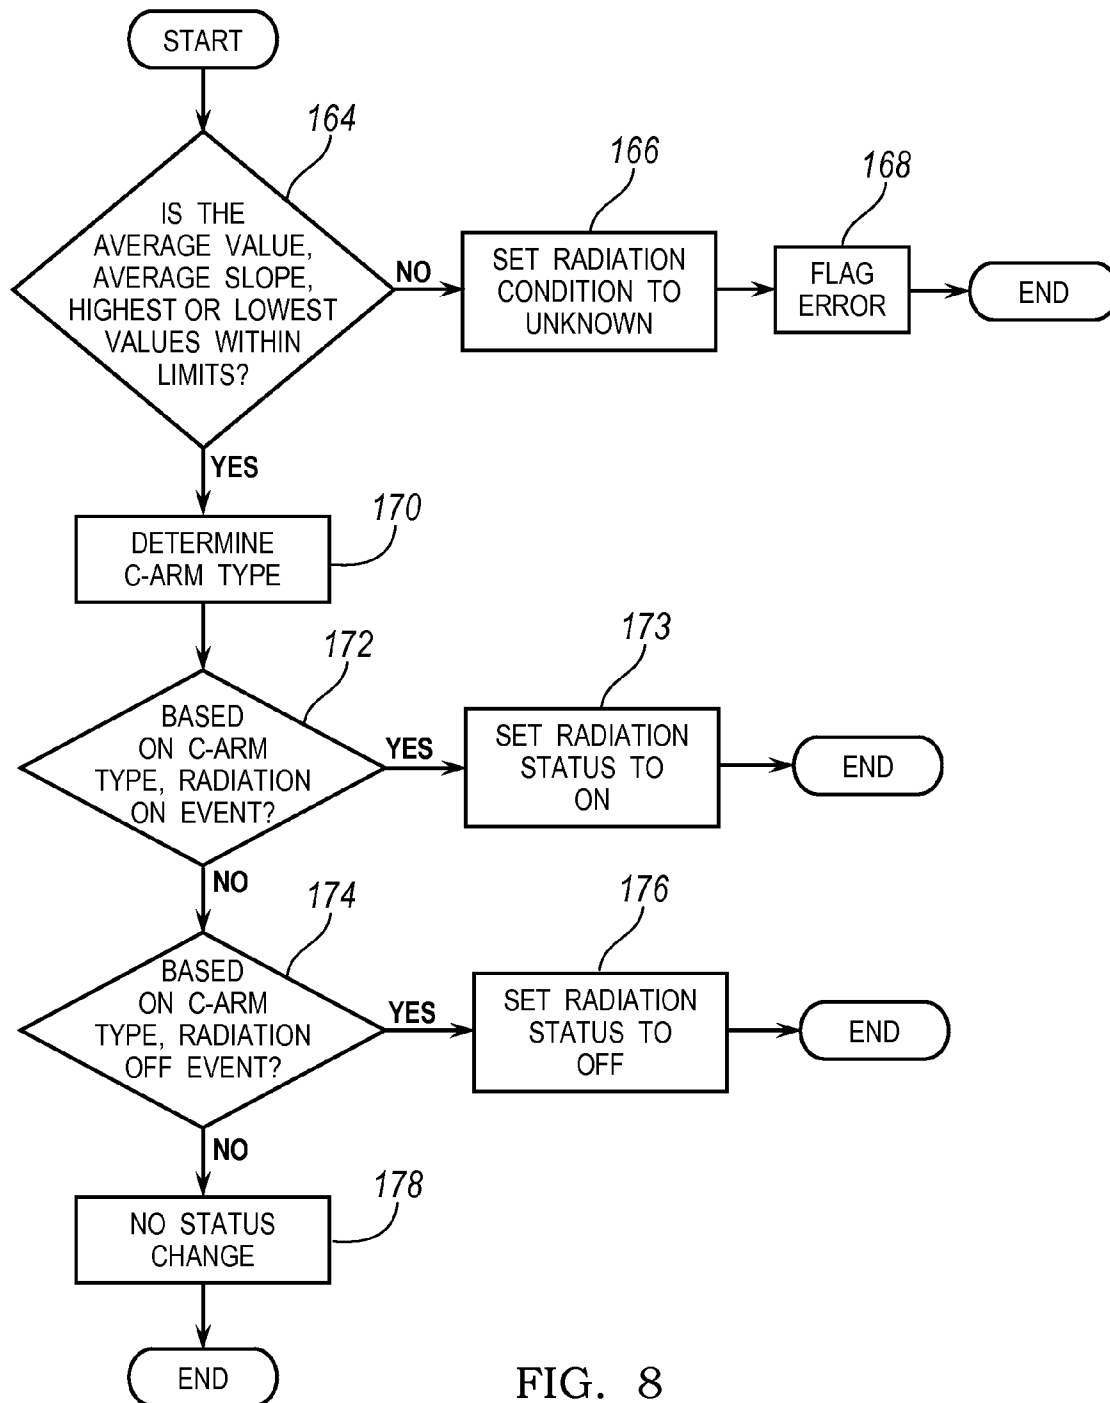 START
164
IS THE
AVERAGE VALUE,
AVERAGE SLOPE,
HIGHEST OR LOWEST
VALUES WITHIN
LIMITS?
NO
166
SET RADIATION
CONDITION TO
UNKNOWN
168
FLAG
ERROR
END
YES
170
DETERMINE
C-ARM TYPE
172
BASED
ON C-ARM
TYPE, RADIATION
ON EVENT?
YES
173
SET RADIATION
STATUS TO
ON
END
NO
174
BASED
ON C-ARM
TYPE, RADIATION
OFF EVENT?
YES
176
SET RADIATION
STATUS TO
OFF
END
NO
178
NO STATUS
CHANGE
END
FIG. 8